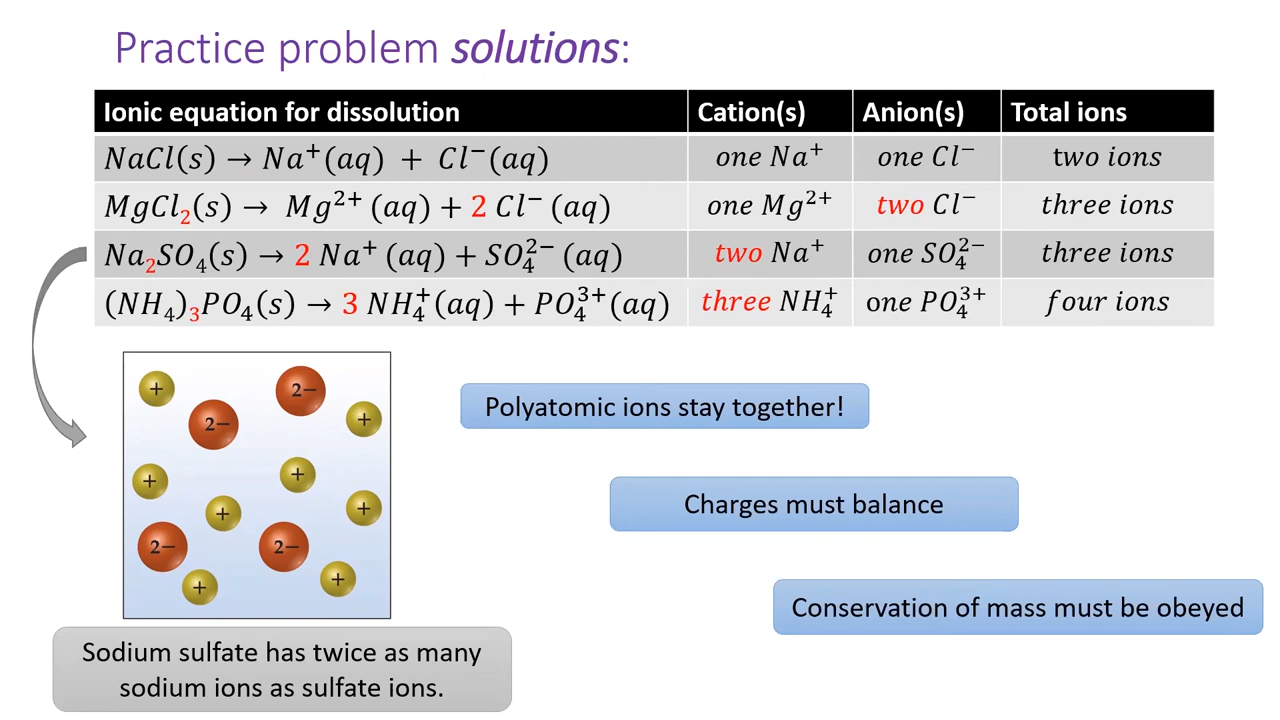 Practice problem solutions:
Ionic equation for dissolution Cation(s) Anion(s) Total ions
NaCl(s) → Na⁺(aq) + Cl⁻(aq) one Na⁺ one Cl⁻ two ions
MgCl₂(s) → Mg²⁺ (aq) + 2 Cl⁻ (aq) one Mg²⁺ two Cl⁻ three ions
Na₂SO₄(s) → 2 Na⁺ (aq) + SO₄²⁻ (aq) two Na⁺ one SO₄²⁻ three ions
(NH₄)₃PO₄(s) → 3 NH₄⁺(aq) + PO₄³⁺(aq) three NH₄⁺ one PO₄³⁺ four ions
+ 2−
2− +
+ +
+ +
2− 2−
+ +
Polyatomic ions stay together!
Charges must balance
Conservation of mass must be obeyed
Sodium sulfate has twice as many
sodium ions as sulfate ions.